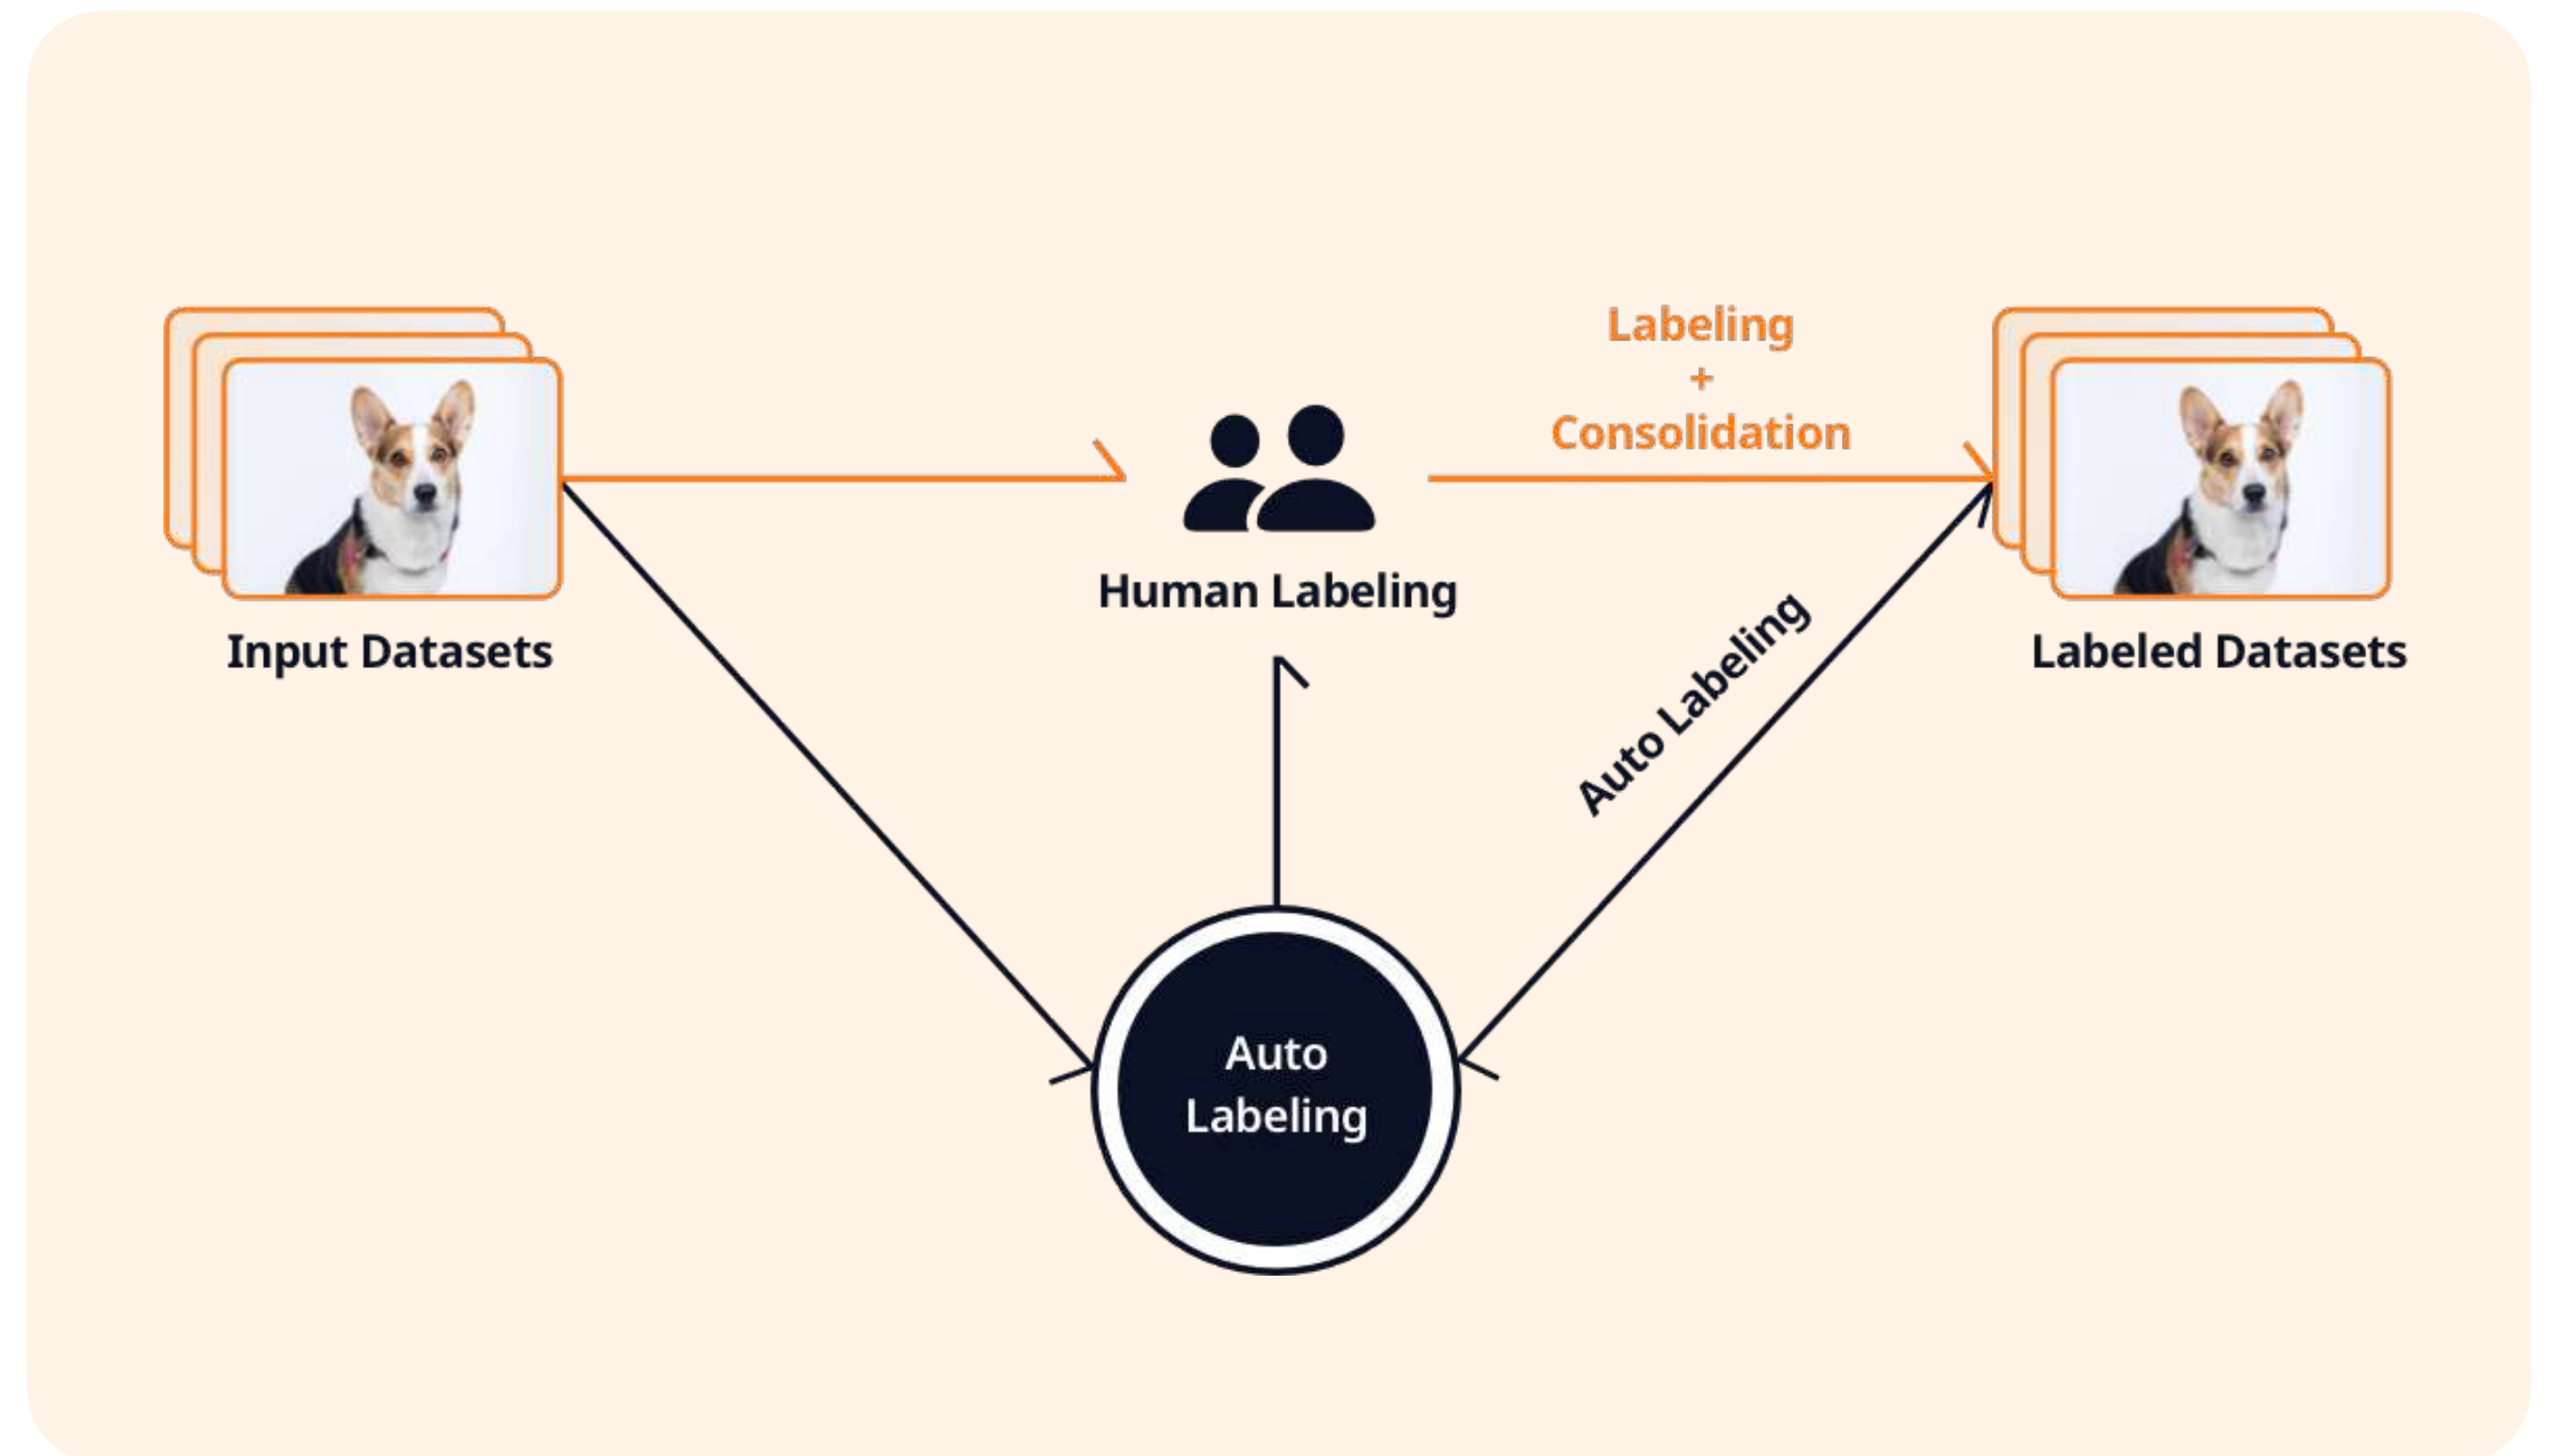 Labeling
+
Consolidation
Human Labeling
Input Datasets
Labeled Datasets
Auto Labeling
Auto
Labeling